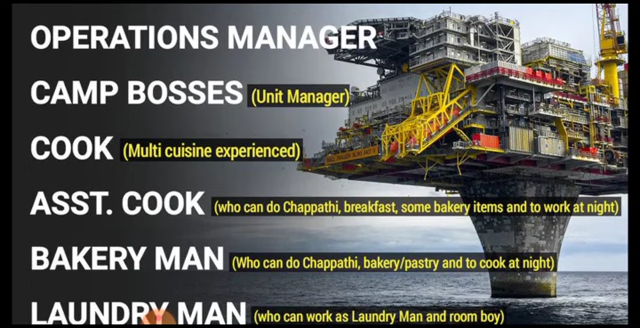 OPERATIONS MANAGER
CAMP BOSSES (Unit Manager)
COOK (Multi cuisine experienced)
ASST. COOK (who can do Chappathi, breakfast, some bakery items and to work at night)
BAKERY MAN (Who can do Chappathi, bakery/pastry and to cook at night)
LAUNDRY MAN (who can work as Laundry Man and room boy)